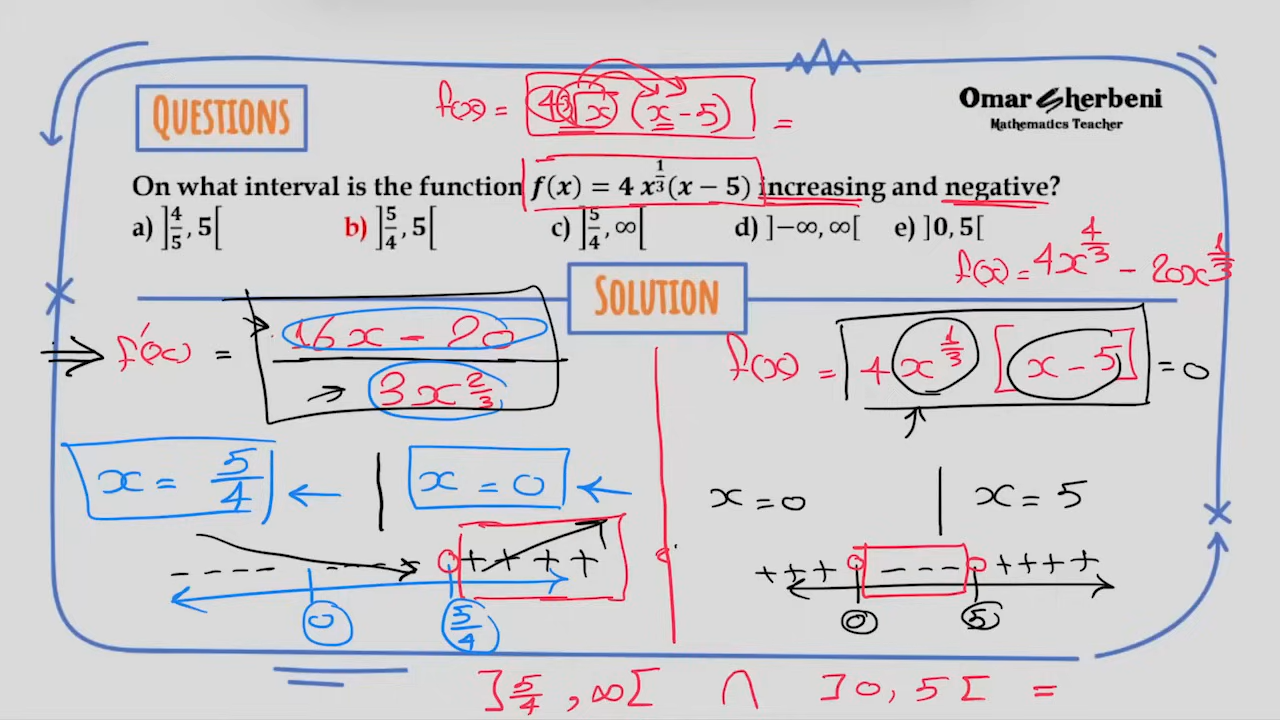 QUESTIONS
f(x) = 4 ∛x (x − 5) =
Omar Sherbeni
Mathematics Teacher
On what interval is the function f(x) = 4 x^{1/3}(x − 5) increasing and negative?
a) ]4/5, 5[ b) ]5/4, 5[ c) ]5/4, ∞[ d) ]−∞, ∞[ e) ]0, 5[
f(x) = 4x^{4/3} − 20x^{1/3}
SOLUTION
⇒ f′(x) = (16x − 20)/(3x^{2/3})
f(x) = 4x^{1/3} [x − 5] = 0
x = 5/4 | x = 0 ←
x = 0 | x = 5
− − − − − − − − + + + +
0 5/4
+ + + − − − + + + +
0 5
]5/4, ∞[ ∩ ]0, 5[ =